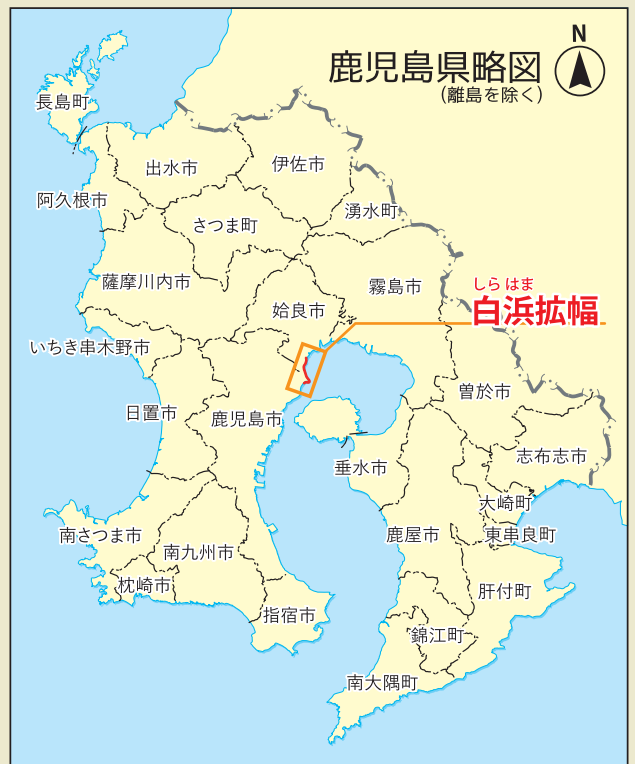 N
鹿児島県略図
(離島を除く)
長島町
出水市
伊佐市
阿久根市
さつま町
湧水町
薩摩川内市
霧島市
しら はま
白浜拡幅
姶良市
いちき串木野市
曽於市
日置市
鹿児島市
志布志市
垂水市
大崎町
南さつま市
鹿屋市
東串良町
南九州市
枕崎市
肝付町
指宿市
錦江町
南大隅町